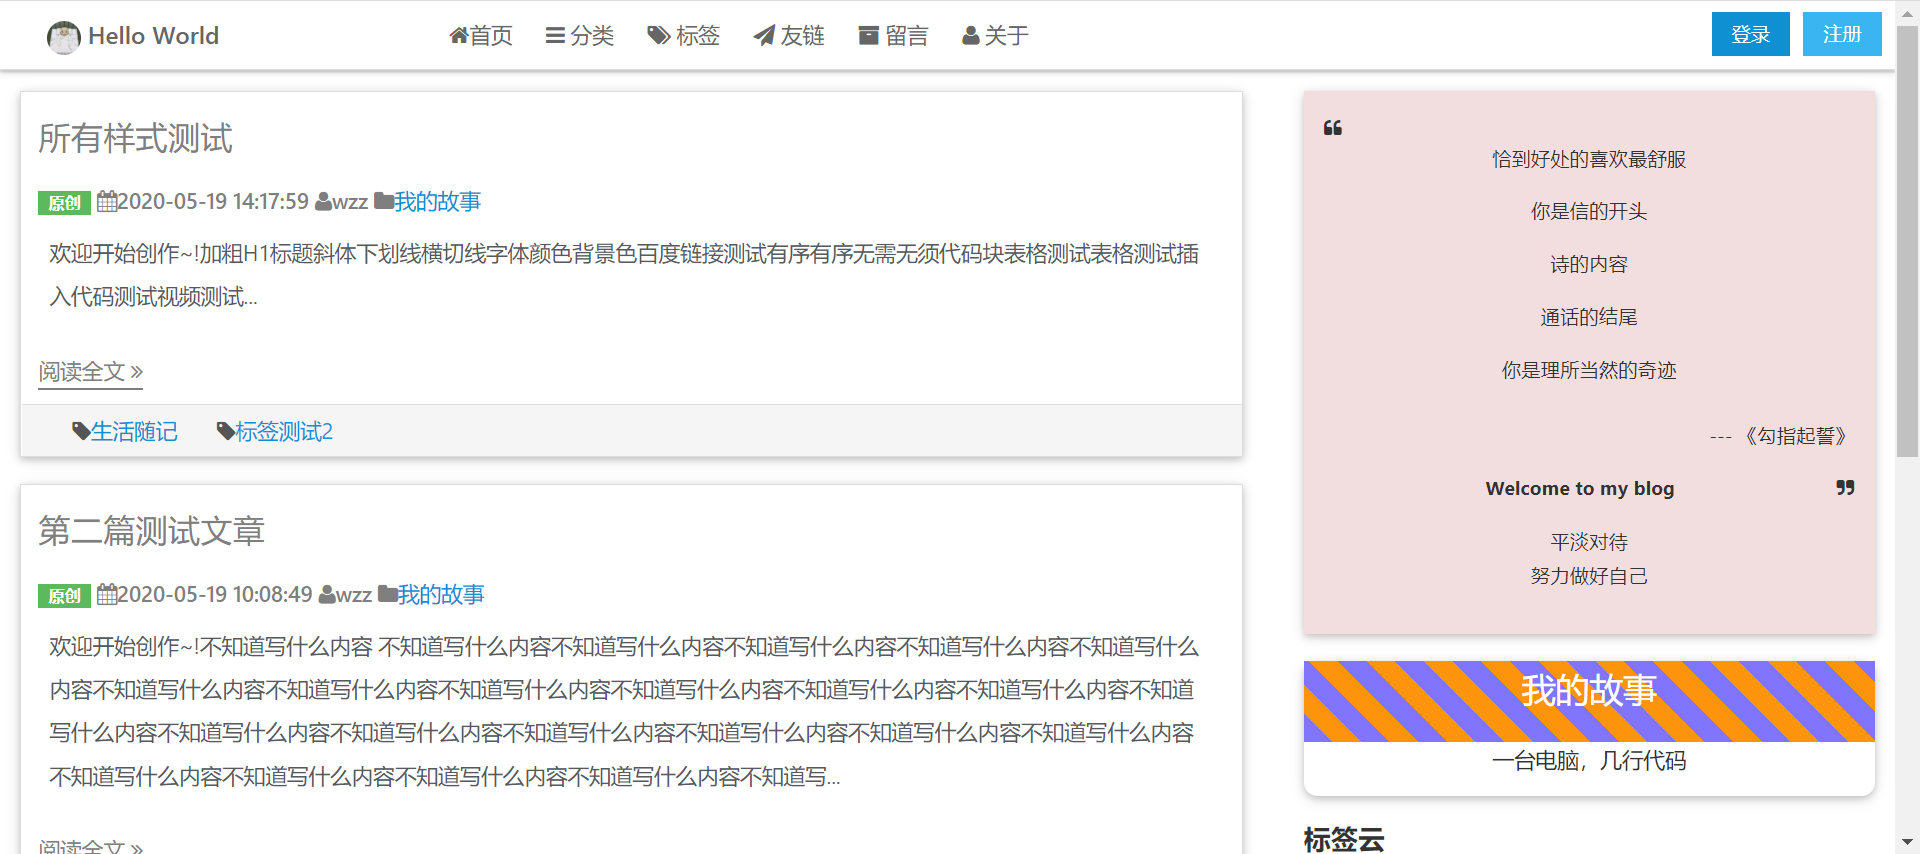 Hello World
首页 分类 标签 友链 留言 关于
登录 注册
所有样式测试
原创 2020-05-19 14:17:59 wzz 我的故事
欢迎开始创作~!加粗H1标题斜体下划线横切线字体颜色背景色百度链接测试有序有序无需无须代码块表格测试表格测试插
入代码测试视频测试...
阅读全文 »
生活随记 标签测试2
第二篇测试文章
原创 2020-05-19 10:08:49 wzz 我的故事
欢迎开始创作~!不知道写什么内容 不知道写什么内容不知道写什么内容不知道写什么内容不知道写什么内容不知道写什么
内容不知道写什么内容不知道写什么内容不知道写什么内容不知道写什么内容不知道写什么内容不知道写什么内容不知道
写什么内容不知道写什么内容不知道写什么内容不知道写什么内容不知道写什么内容不知道写什么内容不知道写什么内容
不知道写什么内容不知道写什么内容不知道写什么内容不知道写什么内容不知道写...
阅读全文 »
“
恰到好处的喜欢最舒服
你是信的开头
诗的内容
通话的结尾
你是理所当然的奇迹
--- 《勾指起誓》
Welcome to my blog ”
平淡对待
努力做好自己
我的故事
一台电脑，几行代码
标签云